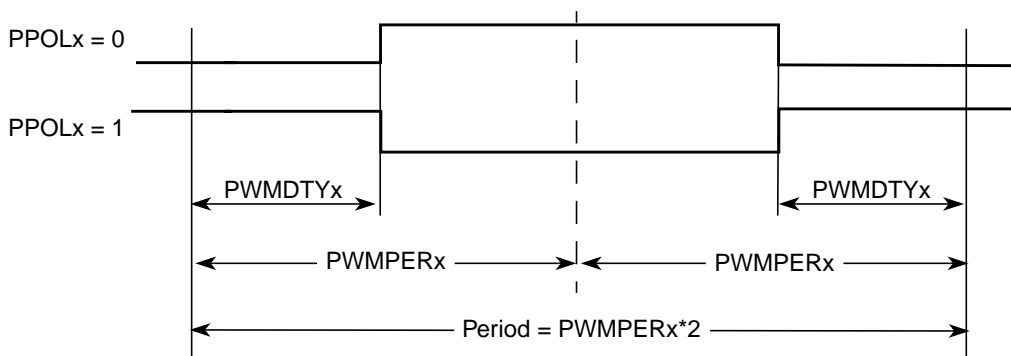 PPOLx = 0
PPOLx = 1
PWMDTYx
PWMDTYx
PWMPERx
PWMPERx
Period = PWMPERx*2